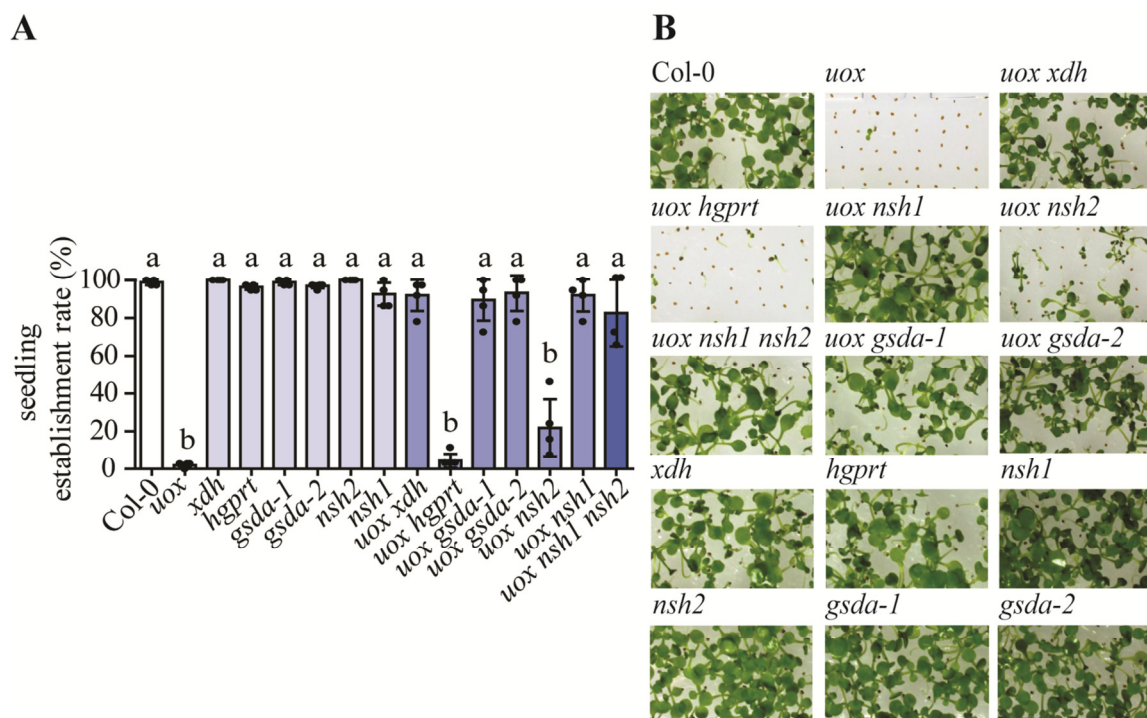 A
seedling
establishment rate (%)
100
80
60
40
20
0
a
b
a
a
a
a
a
a
a
b
a
a
b
a
a
Col-0
uox
xdh
hgprt
gsda-1
gsda-2
nsh2
nsh1
uox xdh
uox hgprt
uox gsda-1
uox gsda-2
uox nsh2
uox nsh1
uox nsh1 nsh2
B
Col-0 uox uox xdh
uox hgprt uox nsh1 uox nsh2
uox nsh1 nsh2 uox gsda-1 uox gsda-2
xdh hgprt nsh1
nsh2 gsda-1 gsda-2